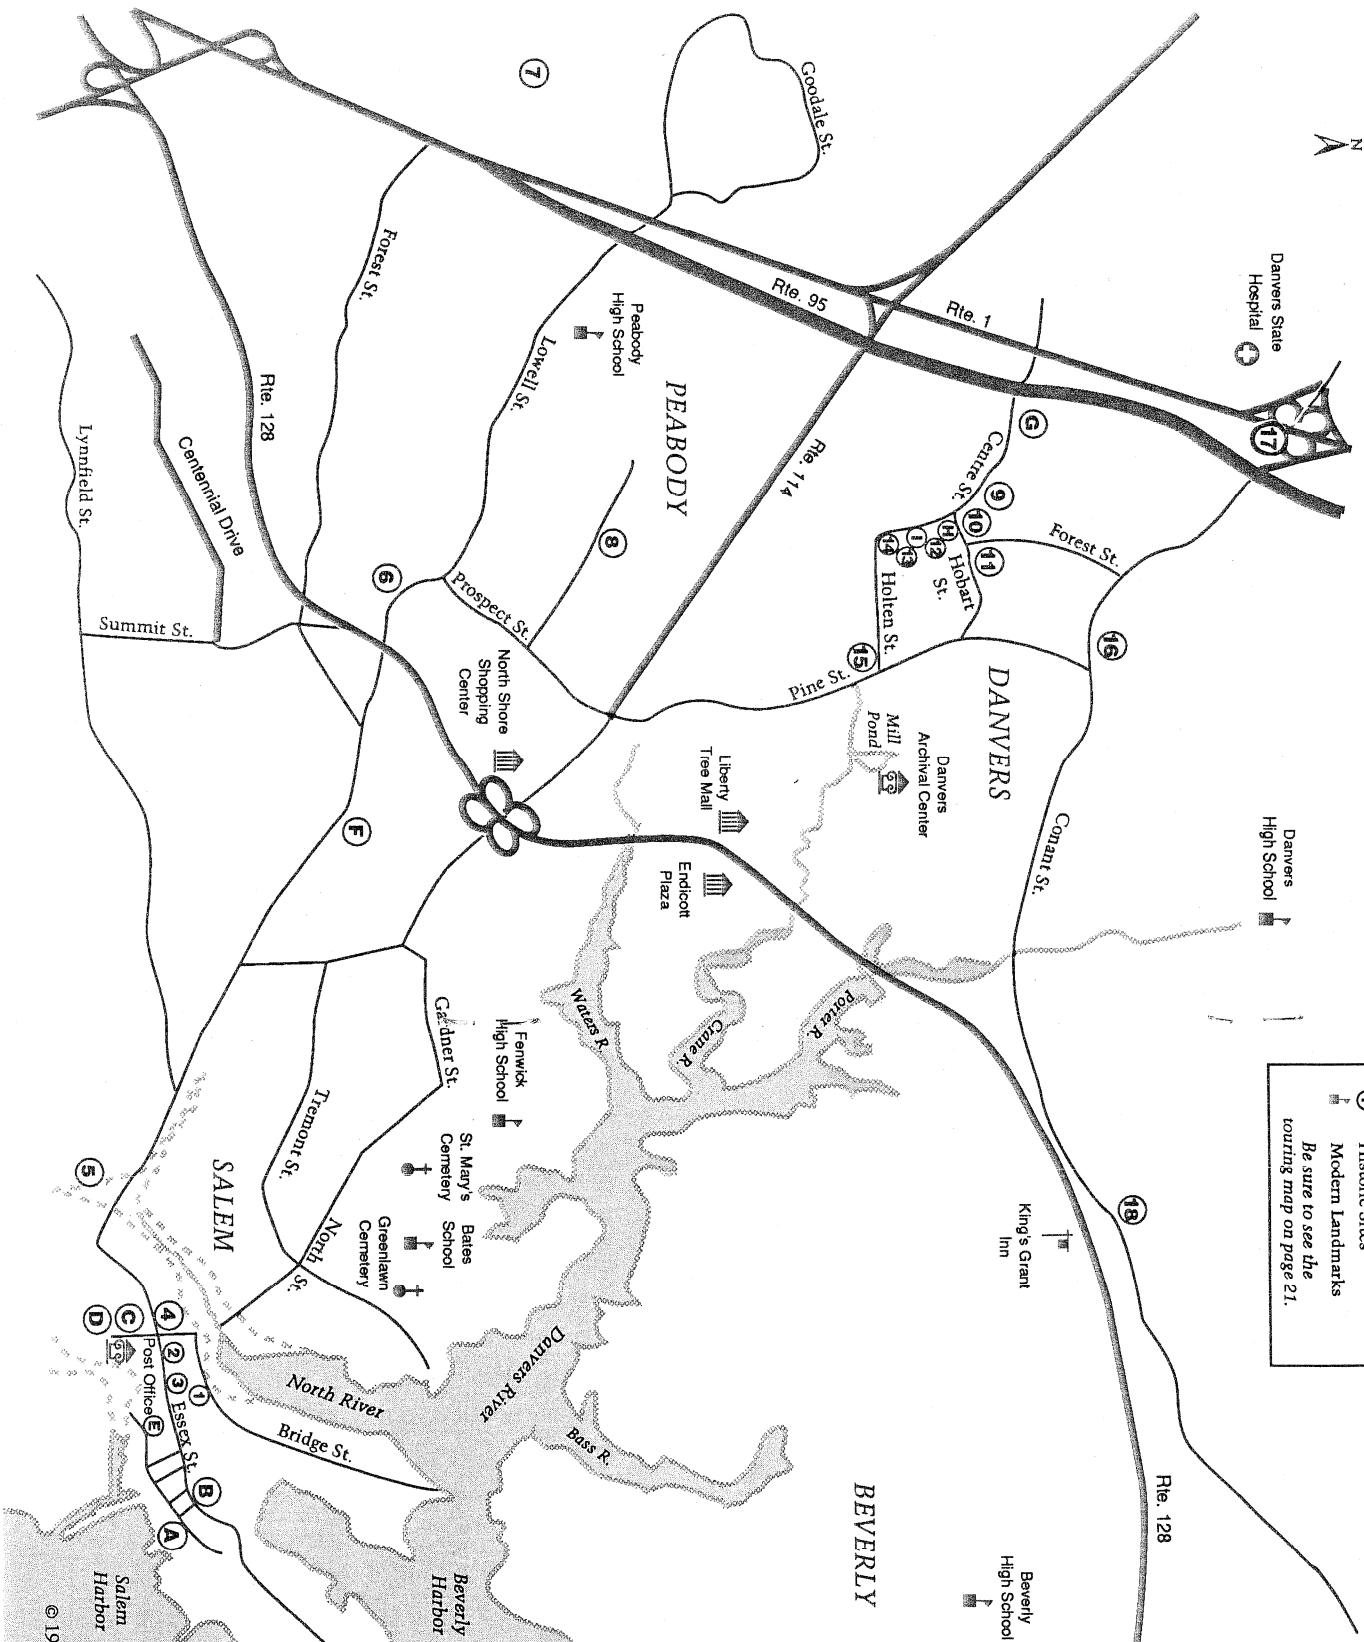 N
Danvers State
Hospital
17
Goodale St.
7
Rte. 1
Rte. 95
G
Centre St.
9
10
H
I
12
13
14
11
Hobart
St.
Forest St.
Holten St.
15
16
Pine St.
Rte. 114
PEABODY
Peabody
High School
Lowell St.
Forest St.
8
Prospect St.
6
Rte. 128
Centennial Drive
Lynnfield St.
Summit St.
North Shore
Shopping
Center
DANVERS
Mill
Pond
Danvers
Archival Center
Liberty
Tree Mall
Endicott
Plaza
Conant St.
Danvers
High School
F
Waters R.
Crane R.
Porter R.
Gardner St.
Fenwick
High School
Tremont St.
St. Mary's
Cemetery
Bates
School
Greenlawn
Cemetery
North
St.
SALEM
5
Historic Sites
Modern Landmarks
Be sure to see the
touring map on page 21.
18
King's Grant
Inn
Danvers River
North River
Bass R.
Bridge St.
4
C
D
2
3
1
Post Office
E
Essex St.
B
A
Salem
Harbor
Beverly
Harbor
BEVERLY
Rte. 128
Beverly
High School
© 19